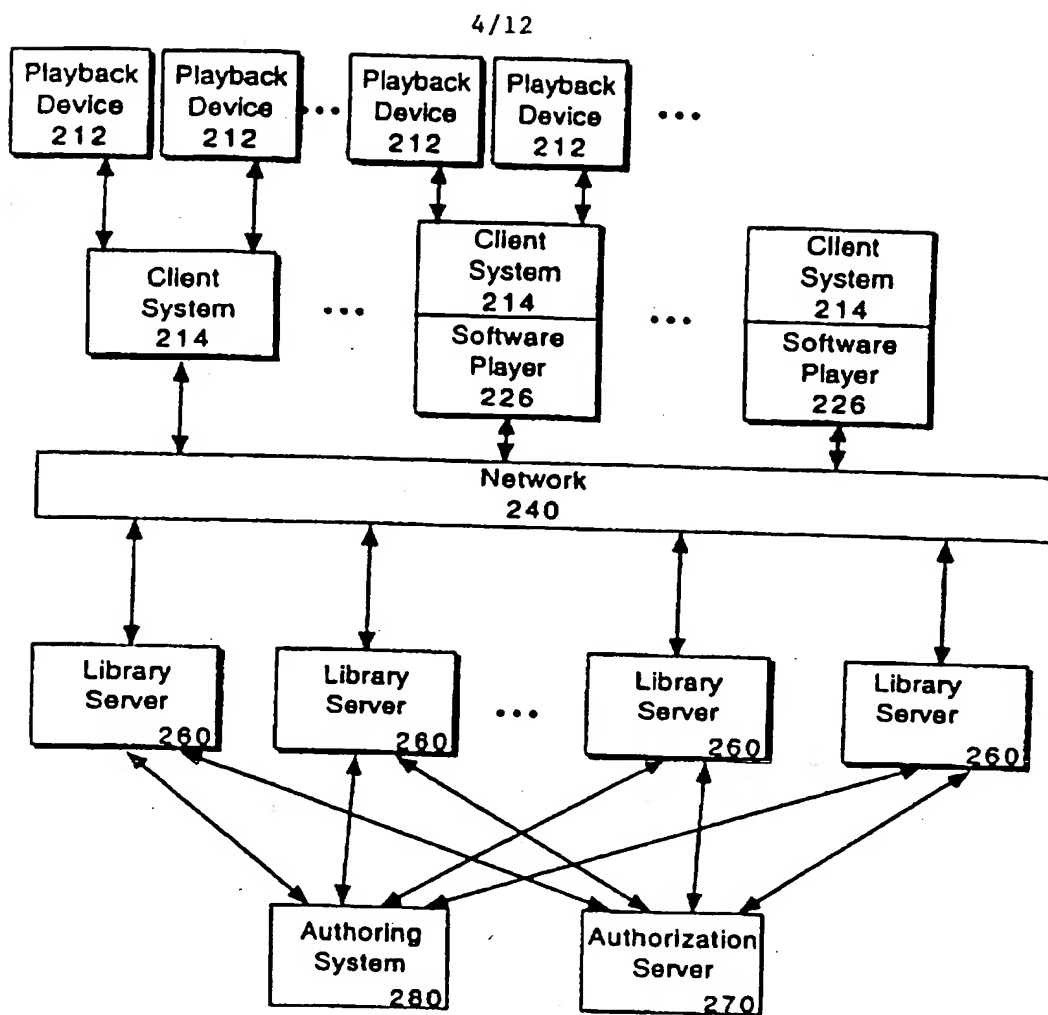 4/12
Playback
Device
212
Playback
Device
212
...
Playback
Device
212
Playback
Device
212
...
Client
System
214
...
Client
System
214
Software
Player
226
...
Client
System
214
Software
Player
226
Network
240
Library
Server
260
Library
Server
260
...
Library
Server
260
Library
Server
260
Authoring
System
280
Authorization
Server
270